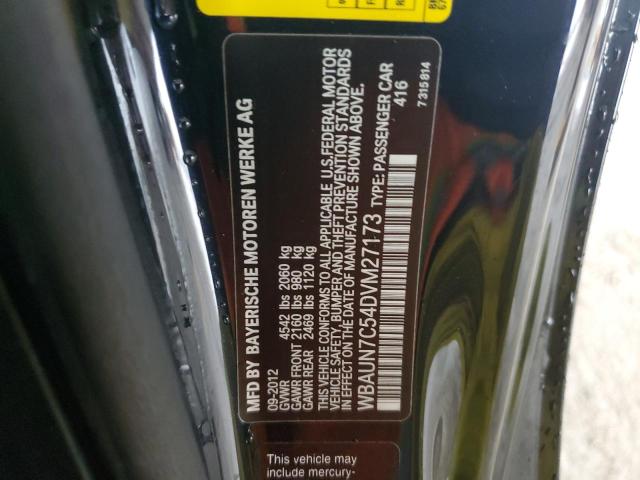 MFD BY BAYERISCHE MOTOREN WERKE AG
09-2012
GVWR 4542 lbs 2060 kg
GAWR FRONT 2160 lbs 980 kg
GAWR REAR 2469 lbs 1120 kg
THIS VEHICLE CONFORMS TO ALL APPLICABLE U.S.FEDERAL MOTOR
VEHICLE SAFETY, BUMPER AND THEFT PREVENTION STANDARDS
IN EFFECT ON THE DATE OF MANUFACTURE SHOWN ABOVE.
WBAUN7C54DVM27173 TYPE: PASSENGER CAR
416
7 315 814
This vehicle may
include mercury-